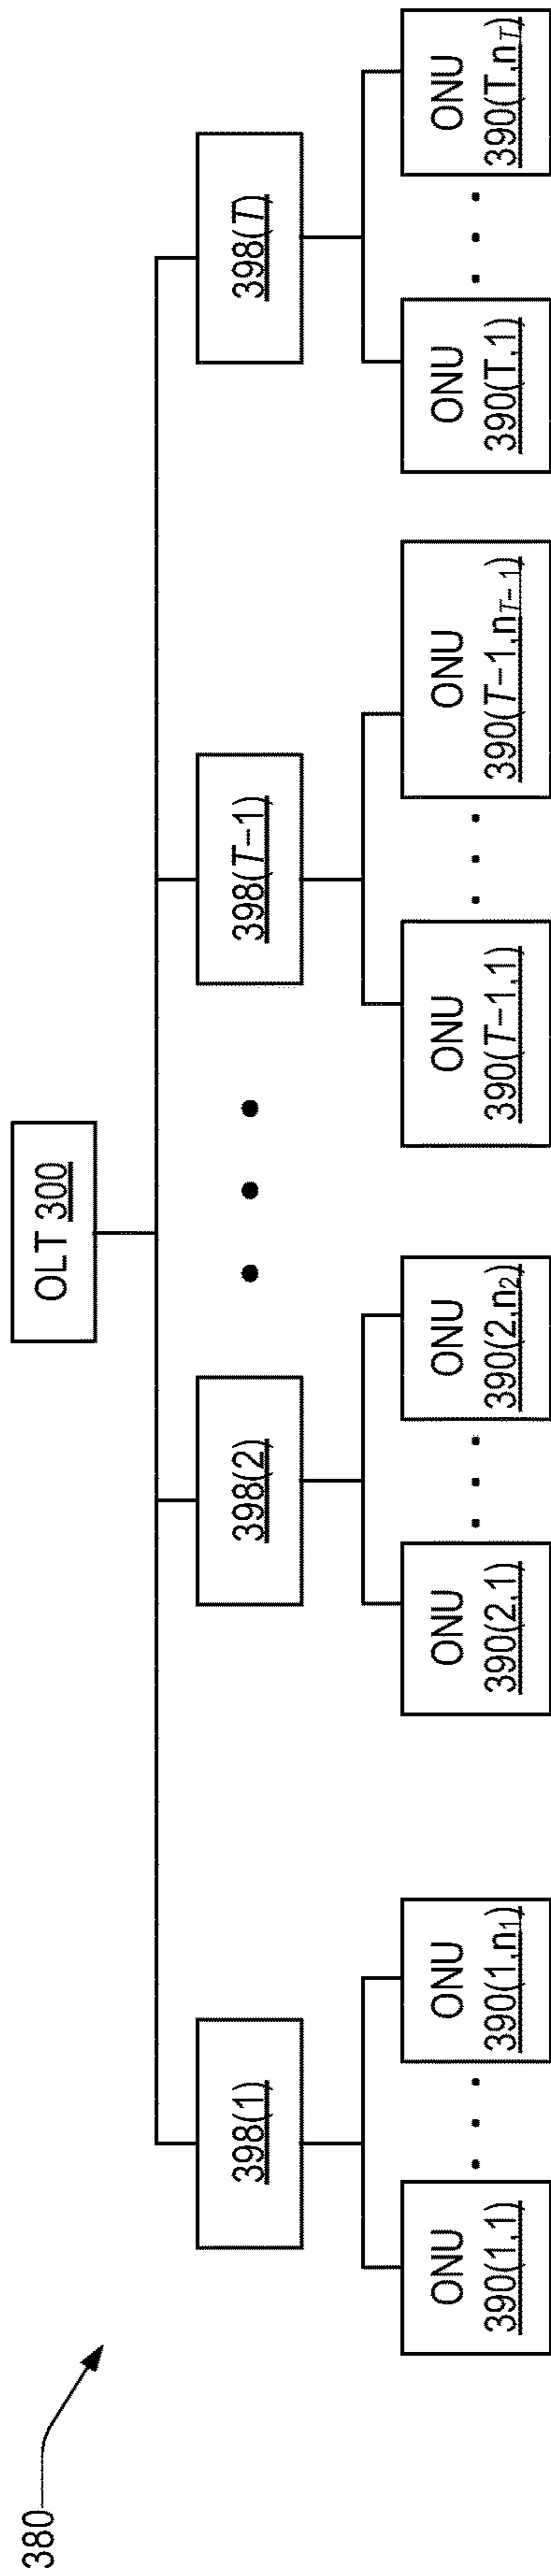 380
OLT 300
398(1)
398(2)
398(T−1)
398(T)
ONU
390(1,1)
ONU
390(1,n₁)
ONU
390(2,1)
ONU
390(2,n₂)
ONU
390(T−1,1)
ONU
390(T−1,n_T−1)
ONU
390(T,1)
ONU
390(T,n_T)